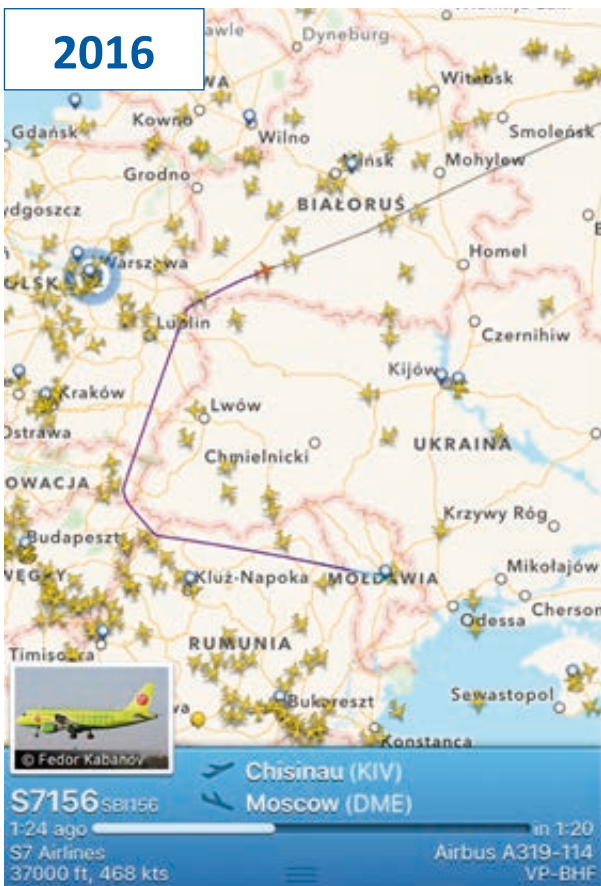 2016
Dyneburg
Witebsk
Kowno
Wilno
Smoleńsk
Gdańsk
Mińsk
Mohylew
Grodno
BIAŁORUŚ
Homel
Warszawa
Lublin
Czernihiw
Kijów
Kraków
Lwów
Ostrawa
Chmielnicki
UKRAINA
OWACJA
Krzywy Róg
Budapeszt
WĘGRY
Kluż-Napoka
MOŁDAWIA
Mikołajów
Odessa
Cherson
RUMUNIA
Timisoara
Bukareszt
Sewastopol
Konstanca
© Fedor Kabanov
Chisinau (KIV)
S7156 SBI156
Moscow (DME)
1:24 ago in 1:20
S7 Airlines Airbus A319-114
37000 ft, 468 kts VP-BHF